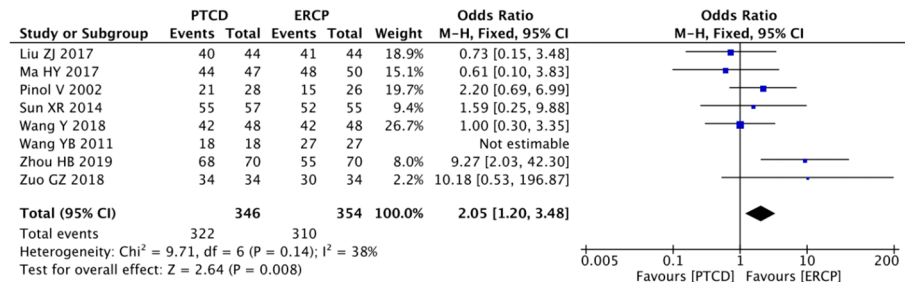 PTCD ERCP Odds Ratio Odds Ratio
Study or Subgroup Events Total Events Total Weight M-H, Fixed, 95% CI M-H, Fixed, 95% CI
Liu ZJ 2017 40 44 41 44 18.9% 0.73 [0.15, 3.48]
Ma HY 2017 44 47 48 50 15.1% 0.61 [0.10, 3.83]
Pinol V 2002 21 28 15 26 19.7% 2.20 [0.69, 6.99]
Sun XR 2014 55 57 52 55 9.4% 1.59 [0.25, 9.88]
Wang Y 2018 42 48 42 48 26.7% 1.00 [0.30, 3.35]
Wang YB 2011 18 18 27 27 Not estimable
Zhou HB 2019 68 70 55 70 8.0% 9.27 [2.03, 42.30]
Zuo GZ 2018 34 34 30 34 2.2% 10.18 [0.53, 196.87]
Total (95% CI) 346 354 100.0% 2.05 [1.20, 3.48]
Total events 322 310
Heterogeneity: Chi² = 9.71, df = 6 (P = 0.14); I² = 38%
Test for overall effect: Z = 2.64 (P = 0.008)
0.005 0.1 1 10 200
Favours [PTCD] Favours [ERCP]